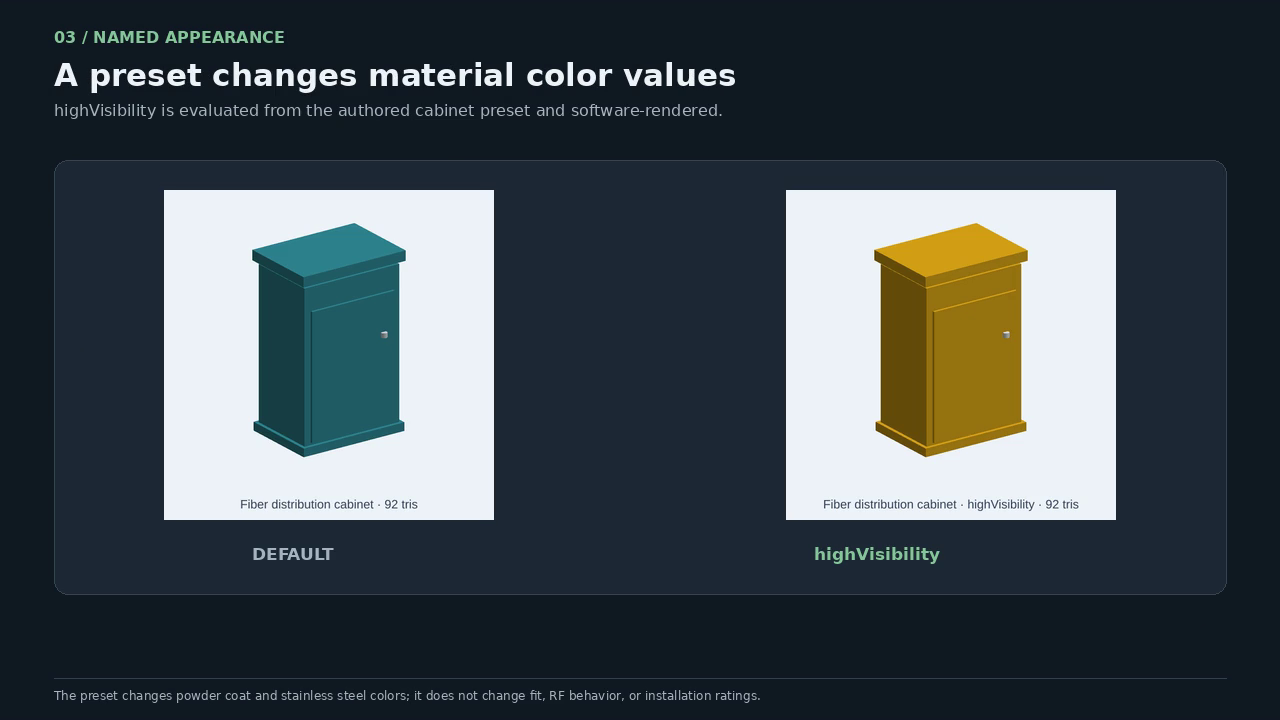 03 / NAMED APPEARANCE
A preset changes material color values
highVisibility is evaluated from the authored cabinet preset and software-rendered.
Fiber distribution cabinet · 92 tris
Fiber distribution cabinet · highVisibility · 92 tris
DEFAULT
highVisibility
The preset changes powder coat and stainless steel colors; it does not change fit, RF behavior, or installation ratings.